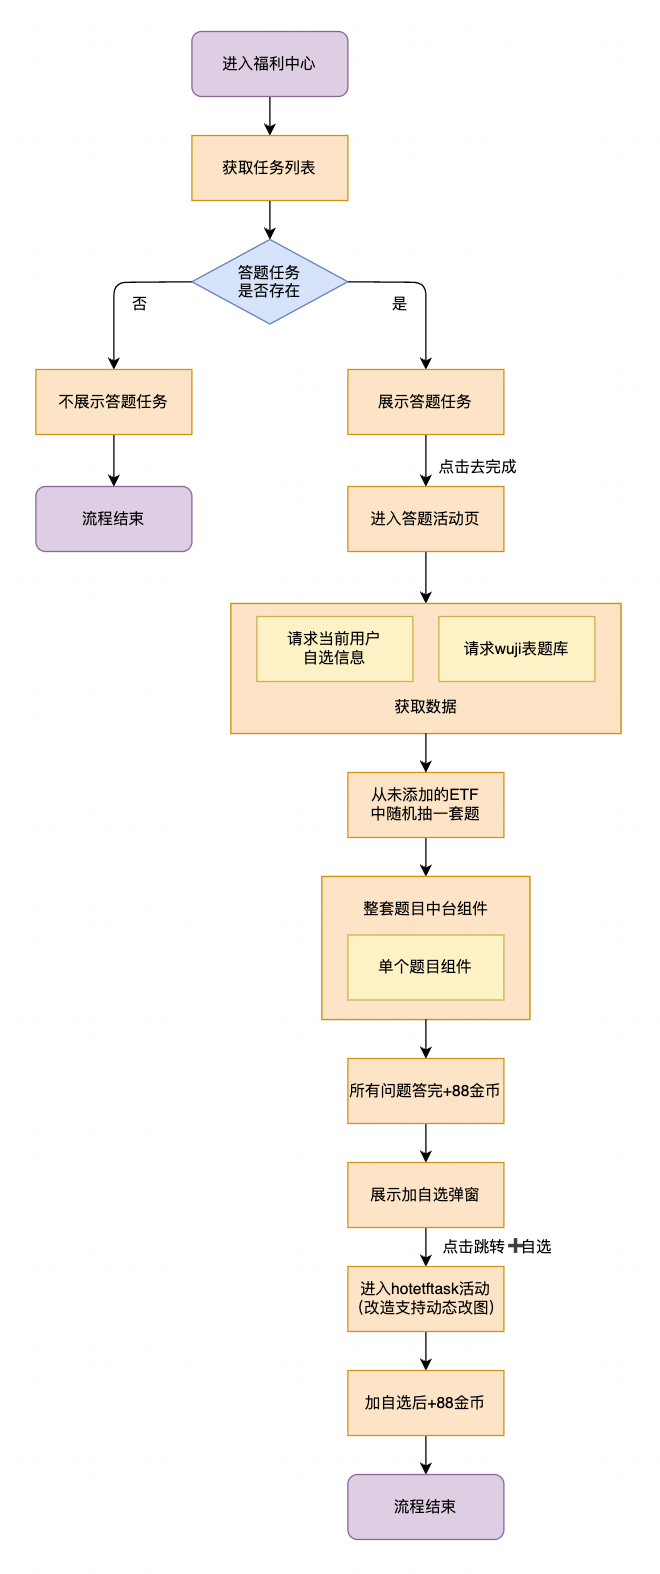 进入福利中心
获取任务列表
答题任务
是否存在
否
是
不展示答题任务
展示答题任务
点击去完成
流程结束
进入答题活动页
请求当前用户
自选信息
请求wuji表题库
获取数据
从未添加的ETF
中随机抽一套题
整套题目中台组件
单个题目组件
所有问题答完+88金币
展示加自选弹窗
点击跳转➕自选
进入hotetftask活动
（改造支持动态改图）
加自选后+88金币
流程结束